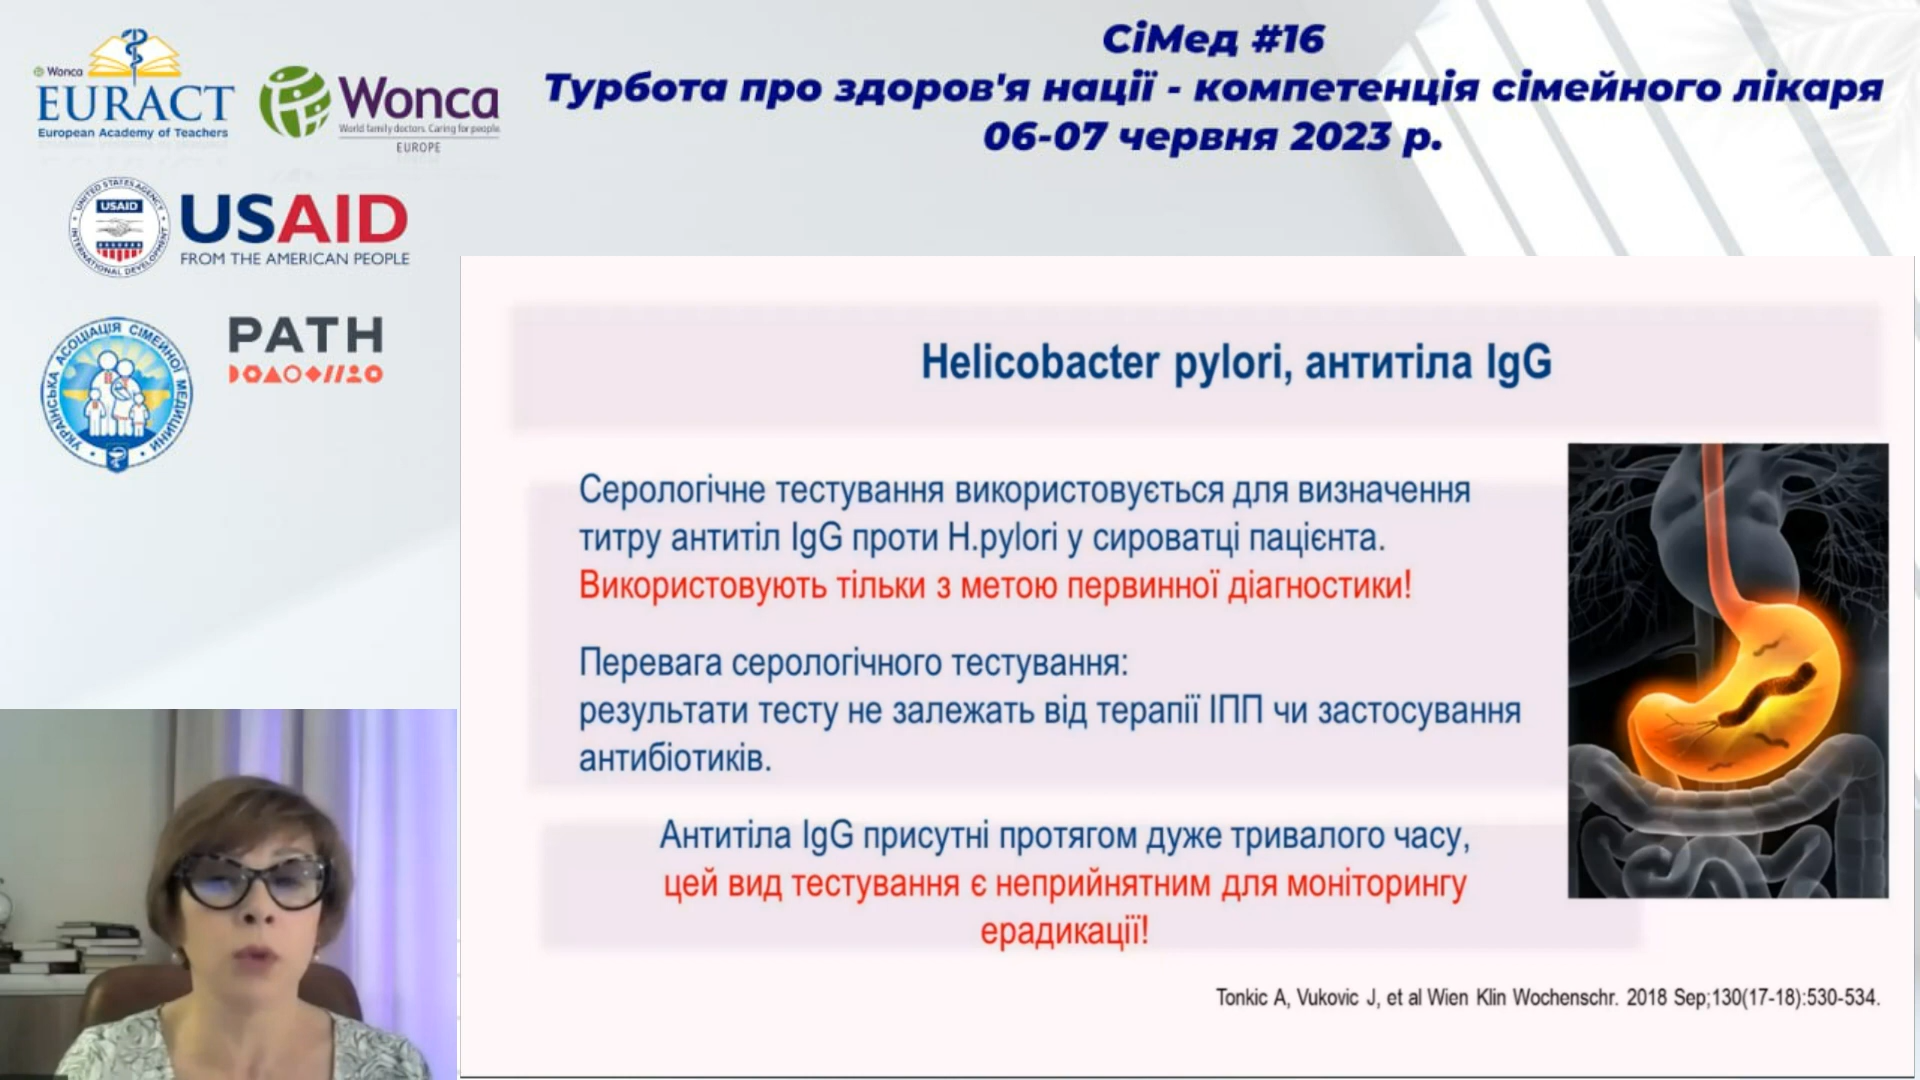 СіМед #16
Турбота про здоров'я нації - компетенція сімейного лікаря
06-07 червня 2023 р.
Wonca
EURACT
European Academy of Teachers
Wonca
World family doctors. Caring for people.
EUROPE
UNITED STATES AGENCY
USAID
INTERNATIONAL DEVELOPMENT
USAID
FROM THE AMERICAN PEOPLE
УКРАЇНСЬКА АСОЦІАЦІЯ СІМЕЙНОЇ МЕДИЦИНИ
PATH
Helicobacter pylori, антитіла IgG
Серологічне тестування використовується для визначення
титру антитіл IgG проти H.pylori у сироватці пацієнта.
Використовують тільки з метою первинної діагностики!
Перевага серологічного тестування:
результати тесту не залежать від терапії ІПП чи застосування
антибіотиків.
Антитіла IgG присутні протягом дуже тривалого часу,
цей вид тестування є неприйнятним для моніторингу
ерадикації!
Tonkic A, Vukovic J, et al Wien Klin Wochenschr. 2018 Sep;130(17-18):530-534.